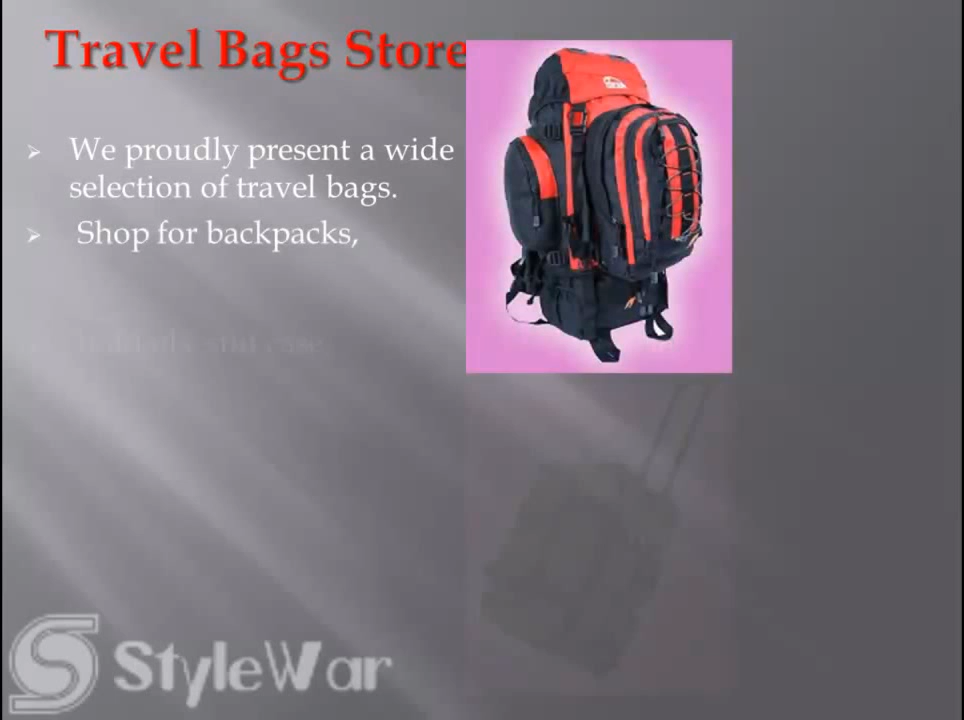 Travel Bags Store
We proudly present a wide
selection of travel bags.
Shop for backpacks,
StyleWar